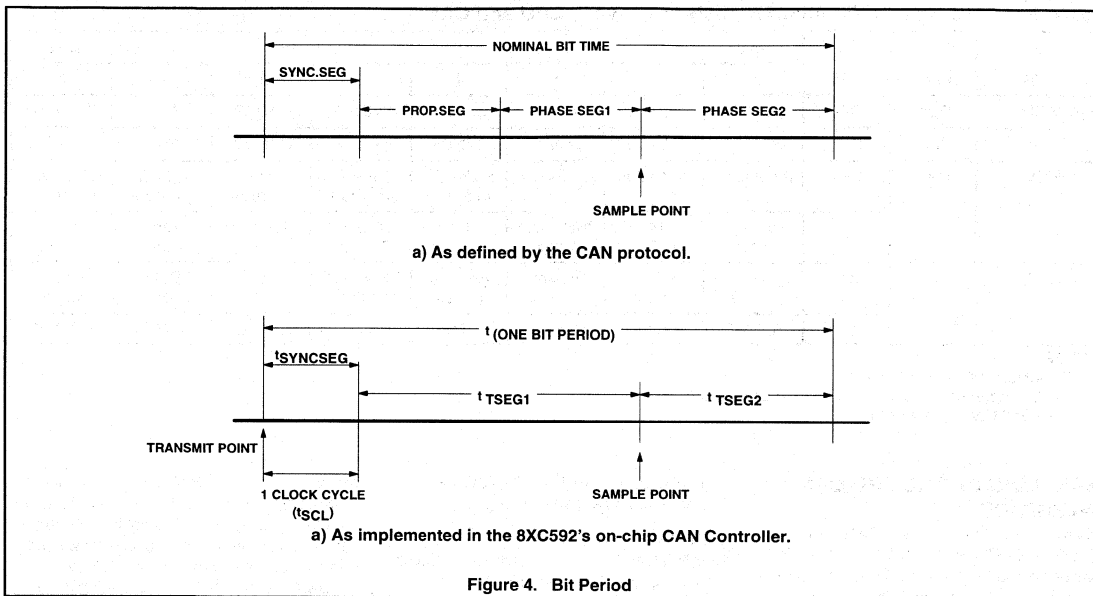 NOMINAL BIT TIME
SYNC.SEG
PROP.SEG
PHASE SEG1
PHASE SEG2
SAMPLE POINT
a) As defined by the CAN protocol.
t (ONE BIT PERIOD)
tSYNCSEG
t TSEG1
t TSEG2
TRANSMIT POINT
1 CLOCK CYCLE
(tSCL)
SAMPLE POINT
a) As implemented in the 8XC592's on-chip CAN Controller.
Figure 4. Bit Period